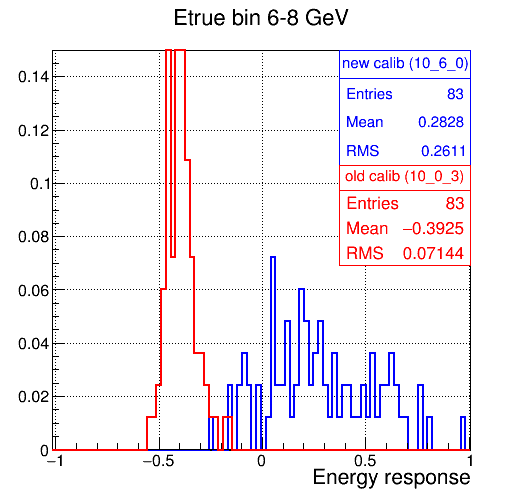 Etrue bin 6-8 GeV
new calib (10_6_0)
Entries 83
Mean 0.2828
RMS 0.2611
old calib (10_0_3)
Entries 83
Mean −0.3925
RMS 0.07144
0.14
0.12
0.1
0.08
0.06
0.04
0.02
0
−1 −0.5 0 0.5 1
Energy response